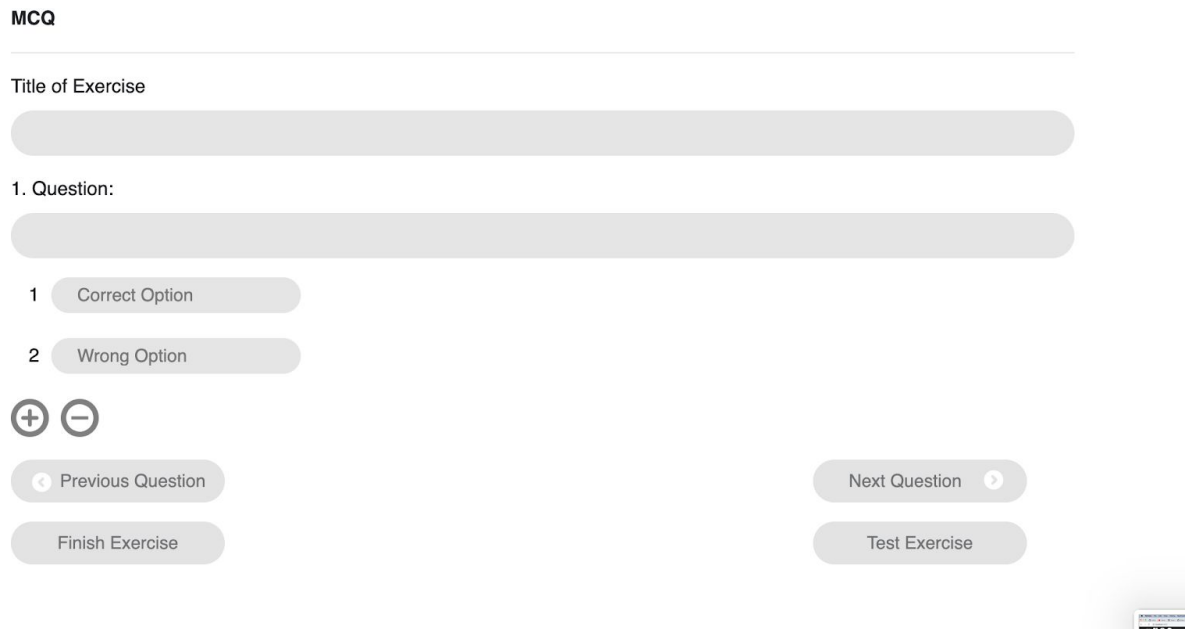 MCQ
Title of Exercise
1. Question:
1 Correct Option
2 Wrong Option
Previous Question
Next Question
Finish Exercise
Test Exercise